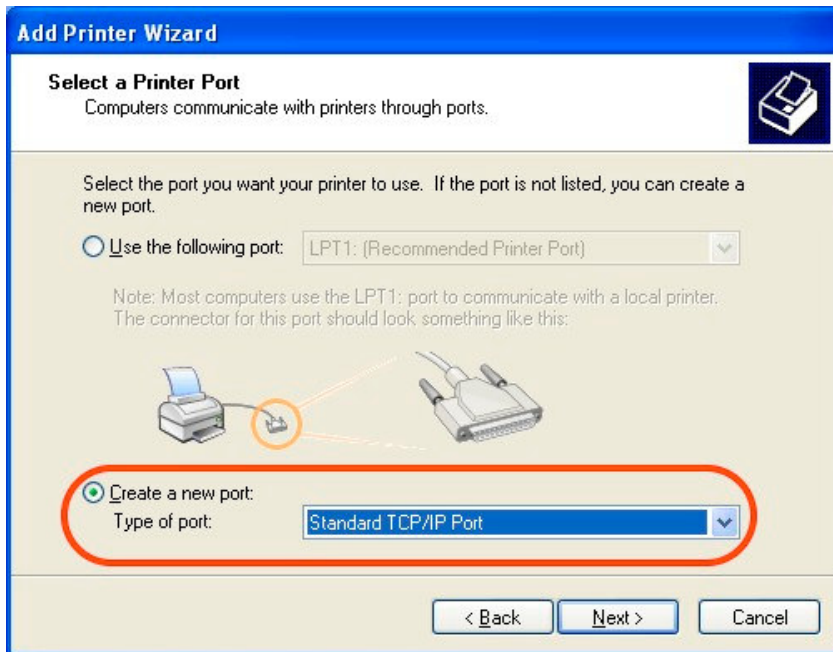 Add Printer Wizard
Select a Printer Port
Computers communicate with printers through ports.
Select the port you want your printer to use. If the port is not listed, you can create a
new port.
Use the following port: LPT1: (Recommended Printer Port)
Note: Most computers use the LPT1: port to communicate with a local printer.
The connector for this port should look something like this:
Create a new port:
Type of port: Standard TCP/IP Port
< Back Next > Cancel